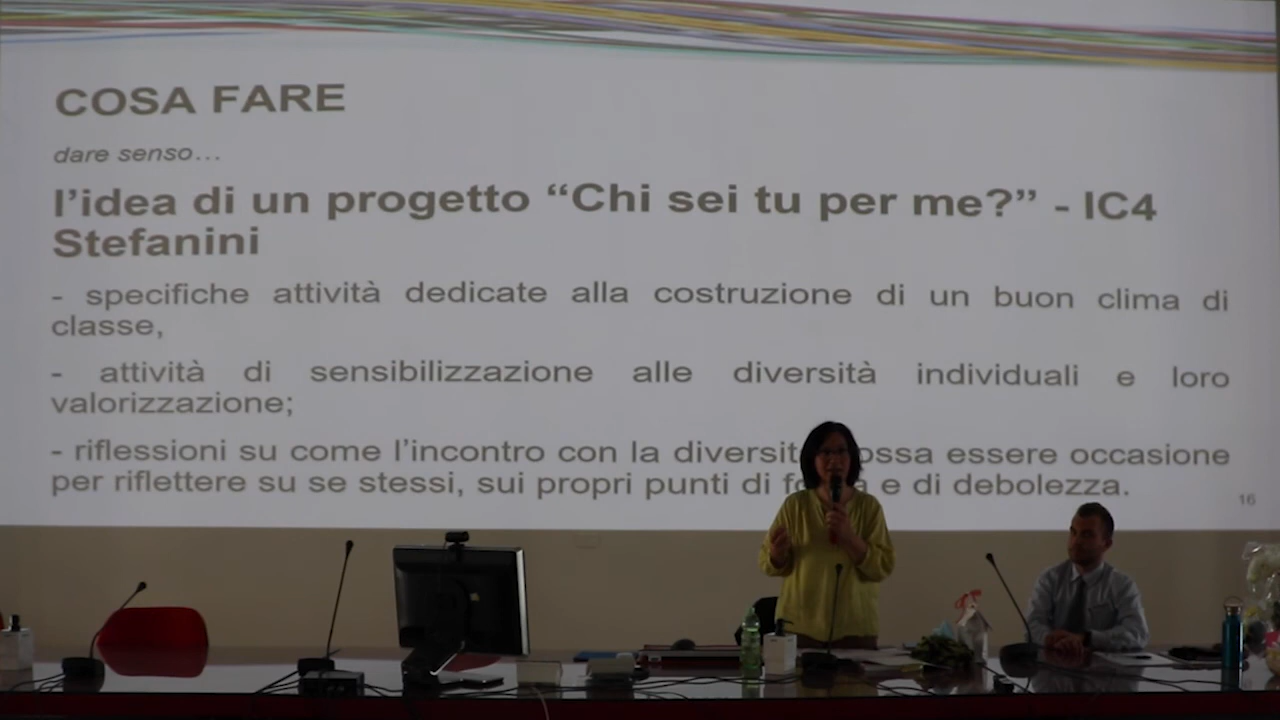 COSA FARE
dare senso...
l’idea di un progetto “Chi sei tu per me?” - IC4
Stefanini
- specifiche attività dedicate alla costruzione di un buon clima di
classe,
- attività di sensibilizzazione alle diversità individuali e loro
valorizzazione;
- riflessioni su come l’incontro con la diversit ossa essere occasione
per riflettere su se stessi, sui propri punti di fo a e di debolezza.
16